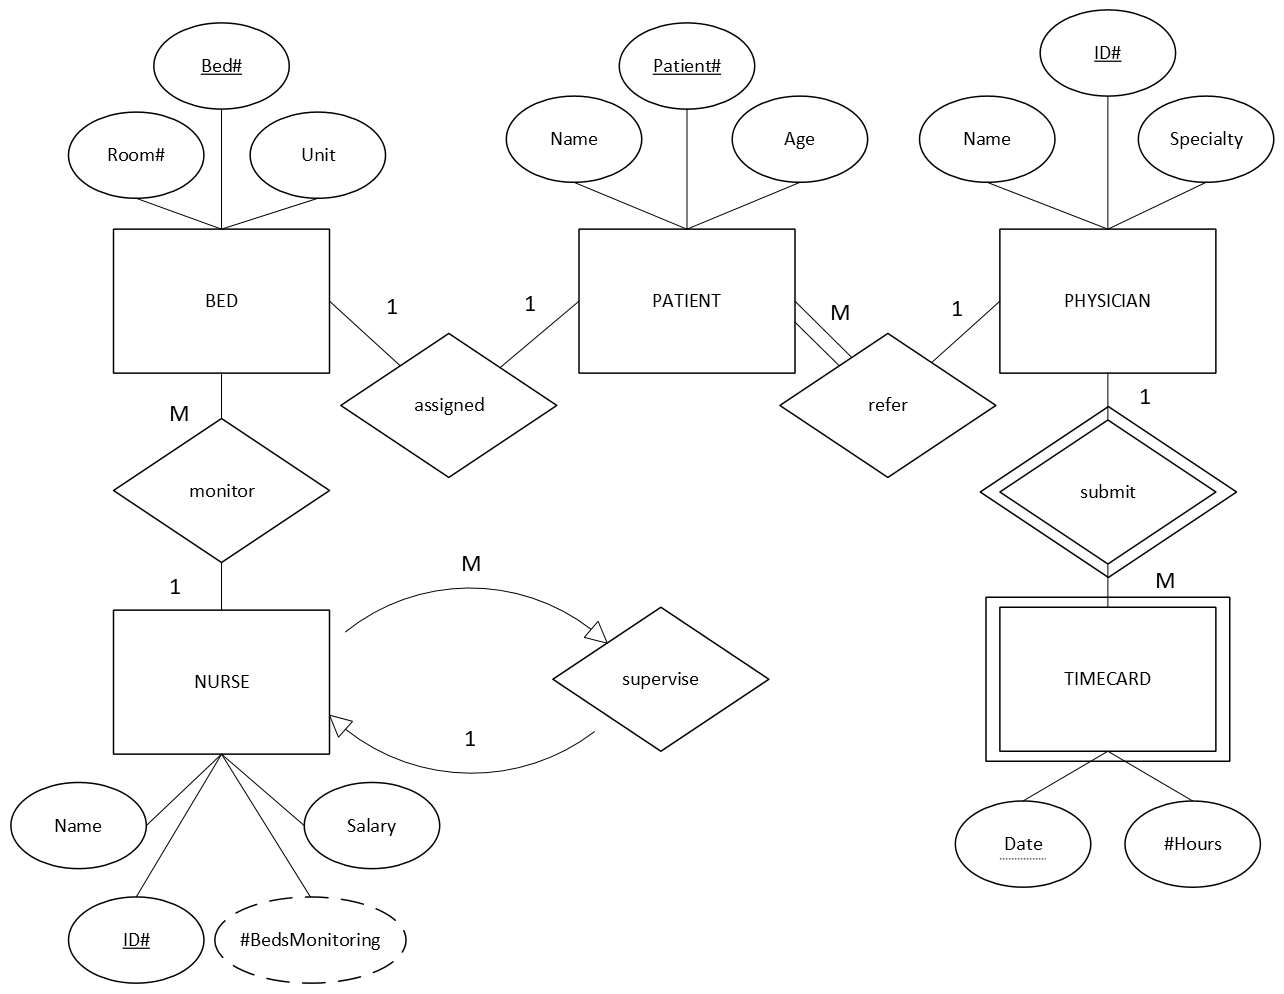 Bed#
Room#
Unit
Patient#
Name
Age
ID#
Name
Specialty
BED
PATIENT
PHYSICIAN
1
1
M
1
assigned
refer
M
1
monitor
submit
1
M
M
NURSE
supervise
TIMECARD
1
Name
Salary
ID#
#BedsMonitoring
Date
#Hours